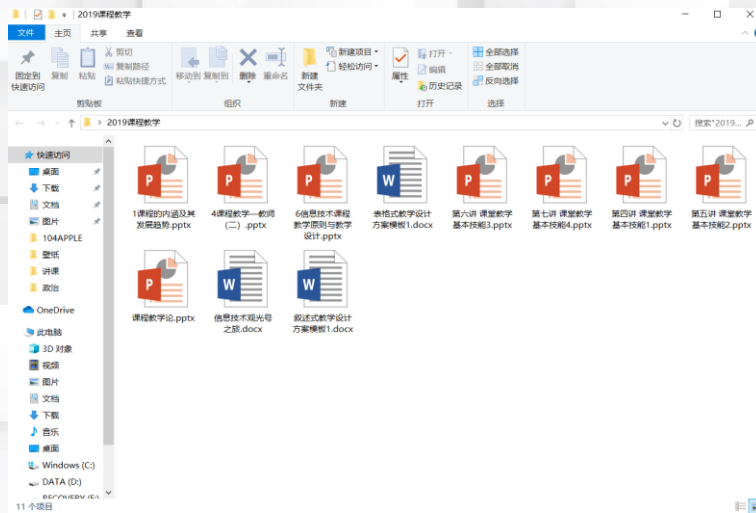 2019课程教学
文件 主页 共享 查看
固定到
快速访问
复制
粘贴
剪切
复制路径
粘贴快捷方式
移动到 复制到 删除 重命名
新建
文件夹
新建项目
轻松访问
属性
打开
编辑
历史记录
全部选择
全部取消
反向选择
剪贴板 组织 新建 打开 选择
2019课程教学
搜索"2019...
快速访问
桌面
下载
文档
图片
104APPLE
壁纸
讲课
政治
OneDrive
此电脑
3D 对象
视频
图片
文档
下载
音乐
桌面
Windows (C:)
DATA (D:)
RECOVERY (E:)
1课程的内涵及其
发展趋势.pptx
4课程教学—教师
（二）.pptx
6信息技术课程
教学原则与教学
设计.pptx
表格式教学设计
方案模板1.docx
第六讲 课堂教学
基本技能3.pptx
第七讲 课堂教学
基本技能4.pptx
第四讲 课堂教学
基本技能1.pptx
第五讲 课堂教学
基本技能2.pptx
课程教学论.pptx
信息技术观光号
之旅.docx
叙述式教学设计
方案模板1.docx
11 个项目